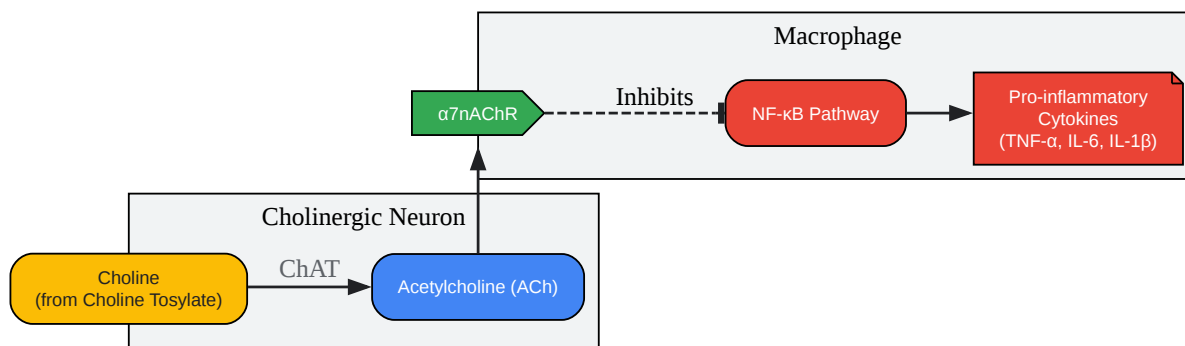 Macrophage
α7nAChR
Inhibits
NF-κB Pathway
Pro-inflammatory
Cytokines
(TNF-α, IL-6, IL-1β)
Cholinergic Neuron
Choline
(from Choline Tosylate)
ChAT
Acetylcholine (ACh)